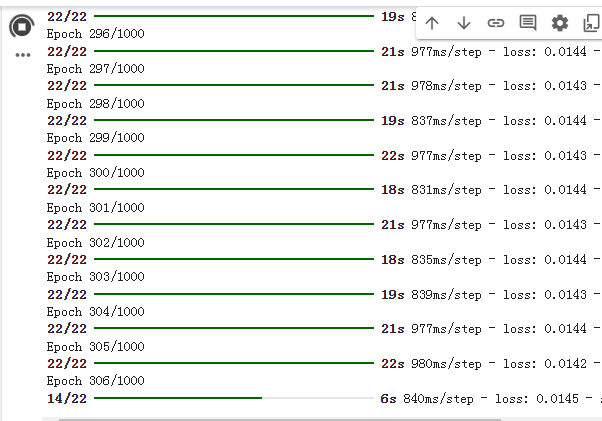 22/22 19s
Epoch 296/1000
22/22 21s 977ms/step - loss: 0.0144 -
Epoch 297/1000
22/22 21s 978ms/step - loss: 0.0143 -
Epoch 298/1000
22/22 19s 837ms/step - loss: 0.0144 -
Epoch 299/1000
22/22 22s 977ms/step - loss: 0.0143 -
Epoch 300/1000
22/22 18s 831ms/step - loss: 0.0144 -
Epoch 301/1000
22/22 21s 977ms/step - loss: 0.0143 -
Epoch 302/1000
22/22 18s 835ms/step - loss: 0.0144 -
Epoch 303/1000
22/22 19s 839ms/step - loss: 0.0143 -
Epoch 304/1000
22/22 21s 977ms/step - loss: 0.0144 -
Epoch 305/1000
22/22 22s 980ms/step - loss: 0.0142 -
Epoch 306/1000
14/22 6s 840ms/step - loss: 0.0145 -